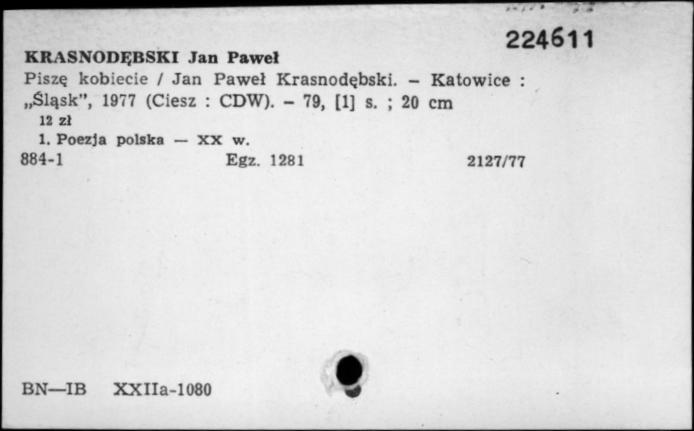 224611
KRASNODĘBSKI Jan Paweł
Piszę kobiecie / Jan Paweł Krasnodębski. – Katowice :
„Śląsk”, 1977 (Ciesz : CDW). – 79, [1] s. ; 20 cm
12 zł
1. Poezja polska — XX w.
884-1 Egz. 1281 2127/77
BN—IB XXIIa-1080